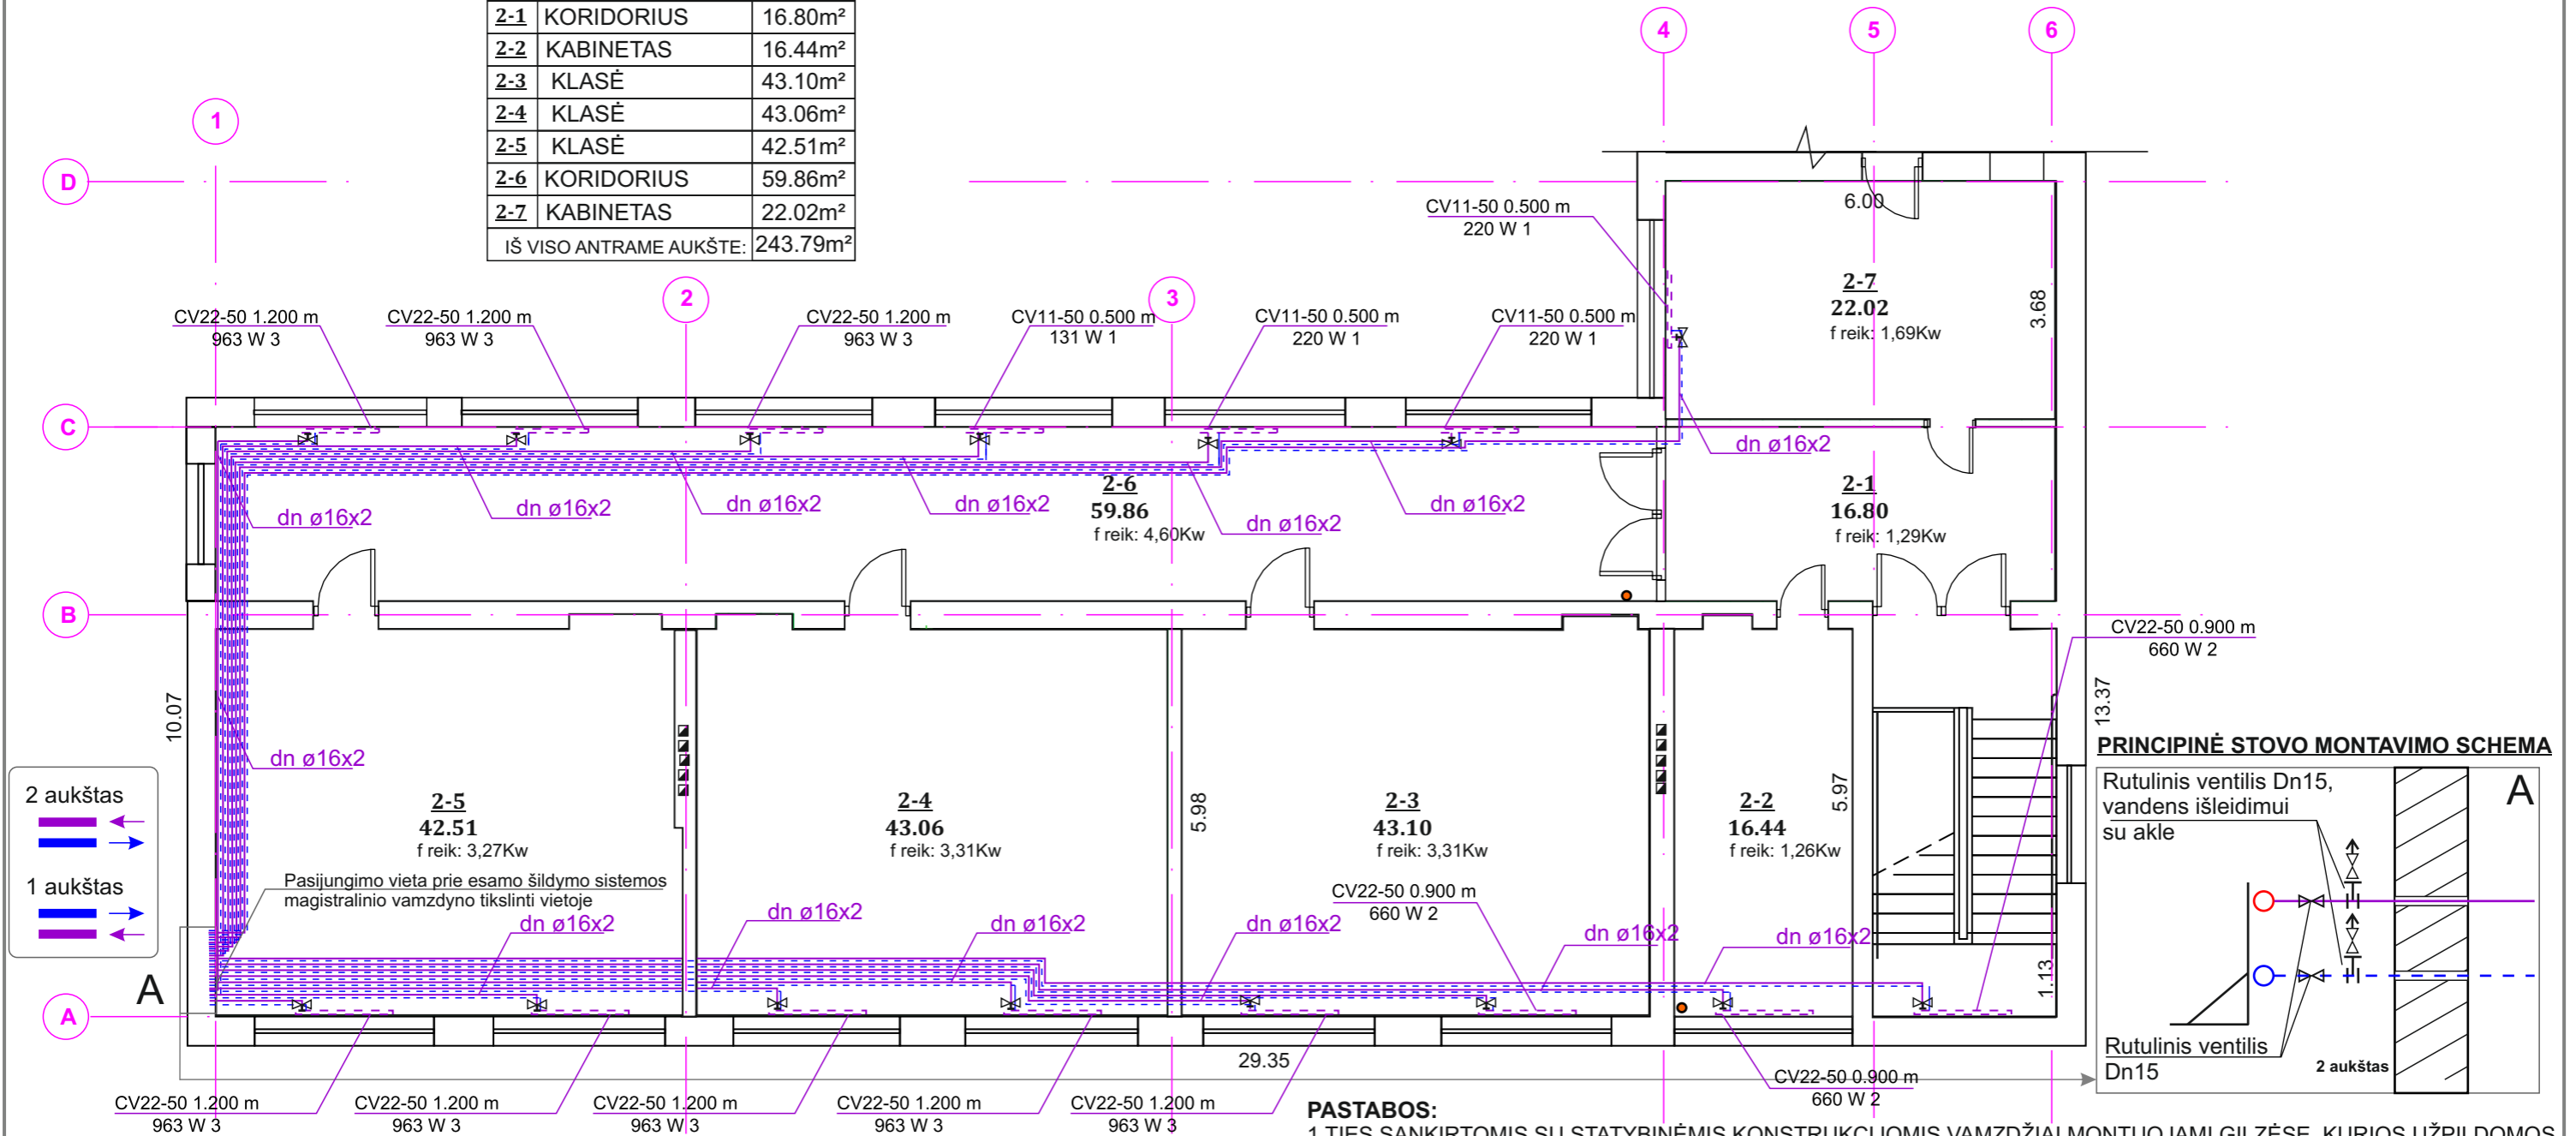 2-1 KORIDORIUS 16.80m²
2-2 KABINETAS 16.44m²
2-3 KLASĖ 43.10m²
2-4 KLASĖ 43.06m²
2-5 KLASĖ 42.51m²
2-6 KORIDORIUS 59.86m²
2-7 KABINETAS 22.02m²
IŠ VISO ANTRAME AUKŠTE: 243.79m²
4
5
6
1
D
6.00
CV11-50 0.500 m
220 W 1
2-7
22.02
f reik: 1,69Kw
3.68
2
3
CV22-50 1.200 m
963 W 3
CV22-50 1.200 m
963 W 3
CV22-50 1.200 m
963 W 3
CV11-50 0.500 m
131 W 1
CV11-50 0.500 m
220 W 1
CV11-50 0.500 m
220 W 1
C
dn ø16x2
dn ø16x2
dn ø16x2
dn ø16x2
dn ø16x2
dn ø16x2
dn ø16x2
2-6
59.86
f reik: 4,60Kw
2-1
16.80
f reik: 1,29Kw
B
CV22-50 0.900 m
660 W 2
10.07
13.37
dn ø16x2
2-5
42.51
f reik: 3,27Kw
2-4
43.06
f reik: 3,31Kw
5.98
2-3
43.10
f reik: 3,31Kw
2-2
16.44
f reik: 1,26Kw
5.97
2 aukštas
1 aukštas
Pasijungimo vieta prie esamo šildymo sistemos
magistralinio vamzdyno tikslinti vietoje
CV22-50 0.900 m
660 W 2
dn ø16x2
dn ø16x2
dn ø16x2
dn ø16x2
dn ø16x2
dn ø16x2
A
A
1.13
29.35
CV22-50 1.200 m
963 W 3
CV22-50 1.200 m
963 W 3
CV22-50 1.200 m
963 W 3
CV22-50 1.200 m
963 W 3
CV22-50 1.200 m
963 W 3
CV22-50 0.900 m
660 W 2
PRINCIPINĖ STOVO MONTAVIMO SCHEMA
Rutulinis ventilis Dn15,
vandens išleidimui
su akle
A
Rutulinis ventilis
Dn15
2 aukštas
PASTABOS:
1.TIES SANKIRTOMIS SU STATYBINĖMIS KONSTRUKCIJOMIS VAMZDŽIAI MONTUOJAMI GILZĖSE, KURIOS UŽPILDOMOS